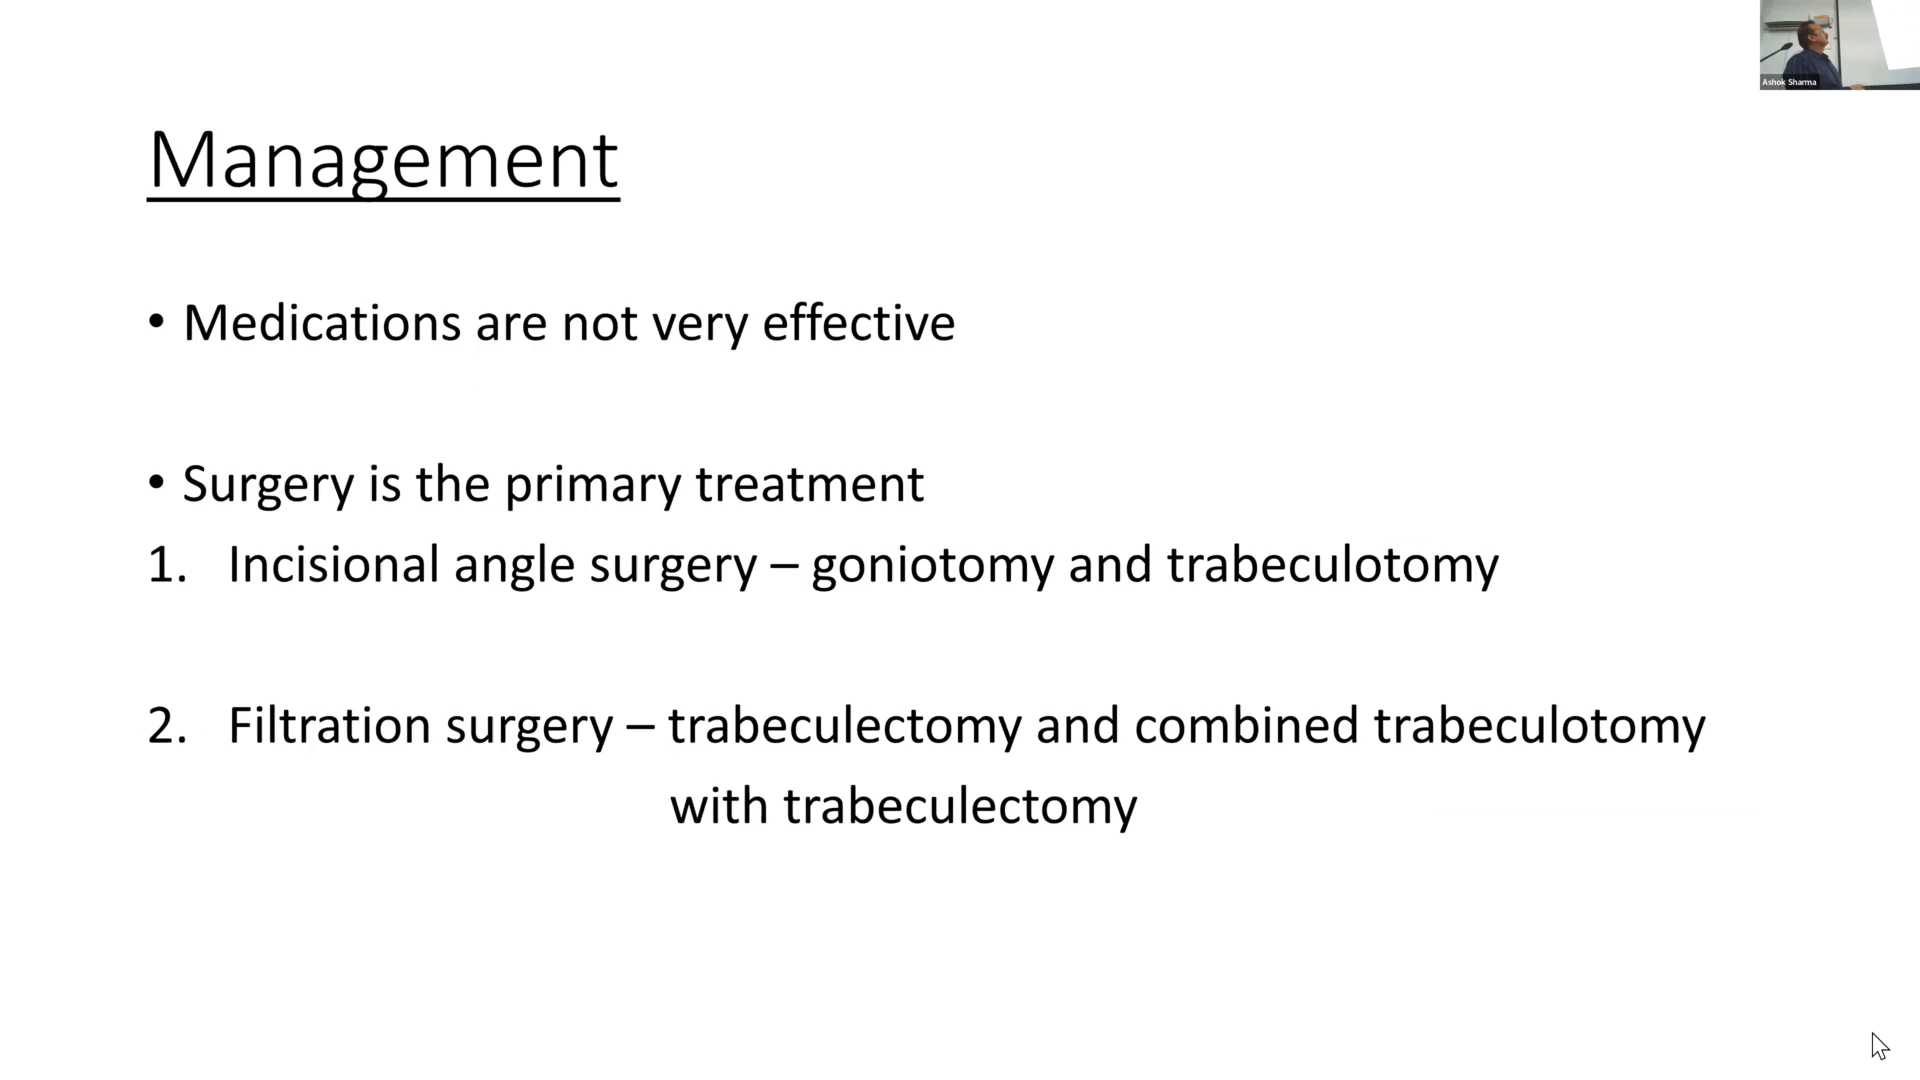 Ashok Sharma
Management
• Medications are not very effective
• Surgery is the primary treatment
1. Incisional angle surgery – goniotomy and trabeculotomy
2. Filtration surgery – trabeculectomy and combined trabeculotomy
with trabeculectomy